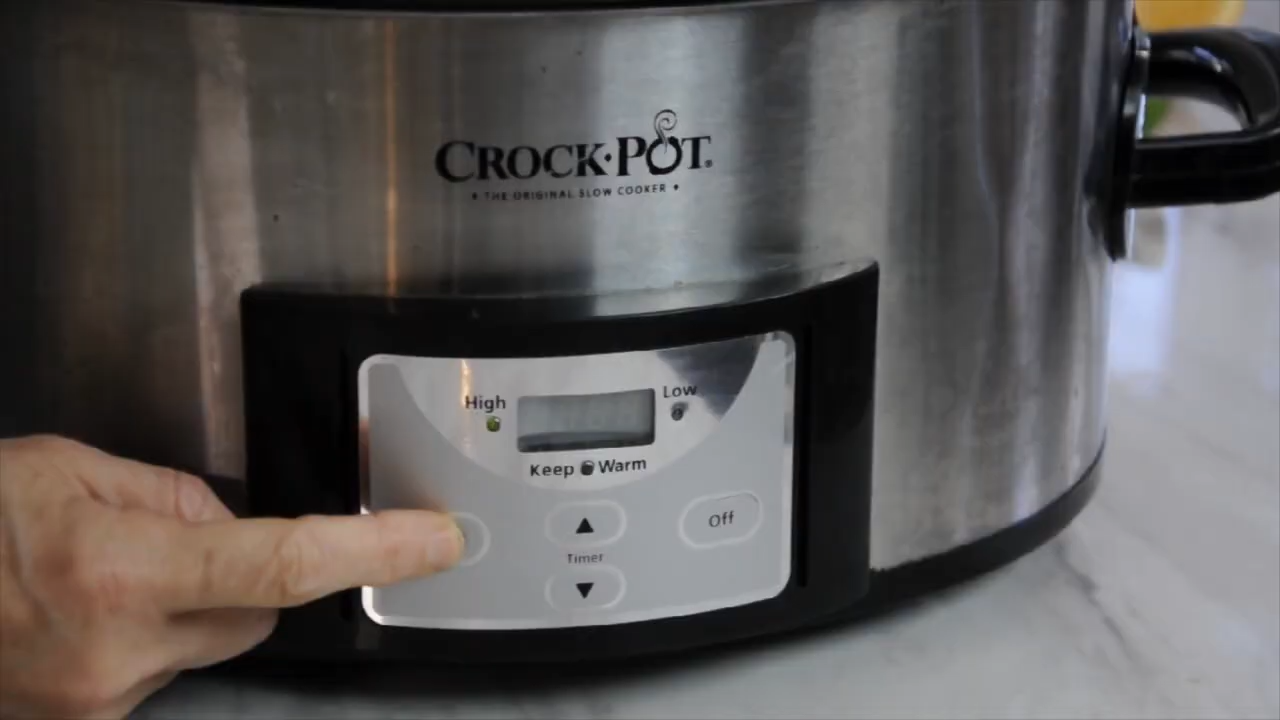 CROCK•POT®
• THE ORIGINAL SLOW COOKER •
High
Low
Keep Warm
Off
Timer